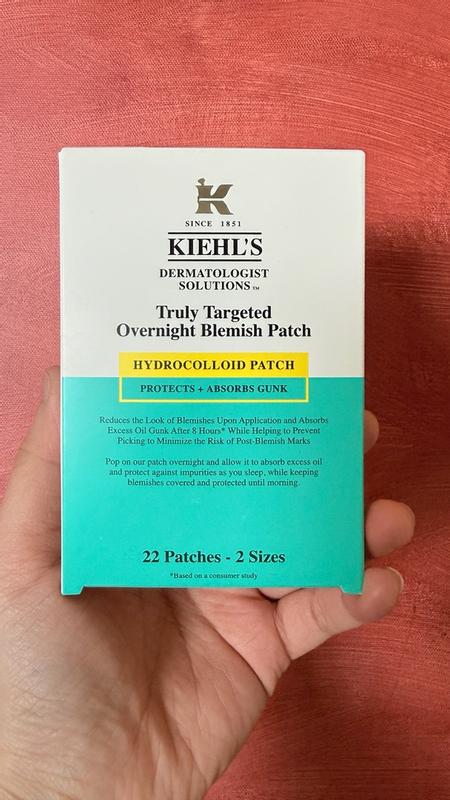 K
SINCE 1851
KIEHL'S
DERMATOLOGIST
SOLUTIONS™
Truly Targeted
Overnight Blemish Patch
HYDROCOLLOID PATCH
PROTECTS + ABSORBS GUNK
Reduces the Look of Blemishes Upon Application and Absorbs
Excess Oil Gunk After 8 Hours* While Helping to Prevent
Picking to Minimize the Risk of Post-Blemish Marks
Pop on our patch overnight and allow it to absorb excess oil
and protect against impurities as you sleep, while keeping
blemishes covered and protected until morning.
22 Patches - 2 Sizes
*Based on a consumer study